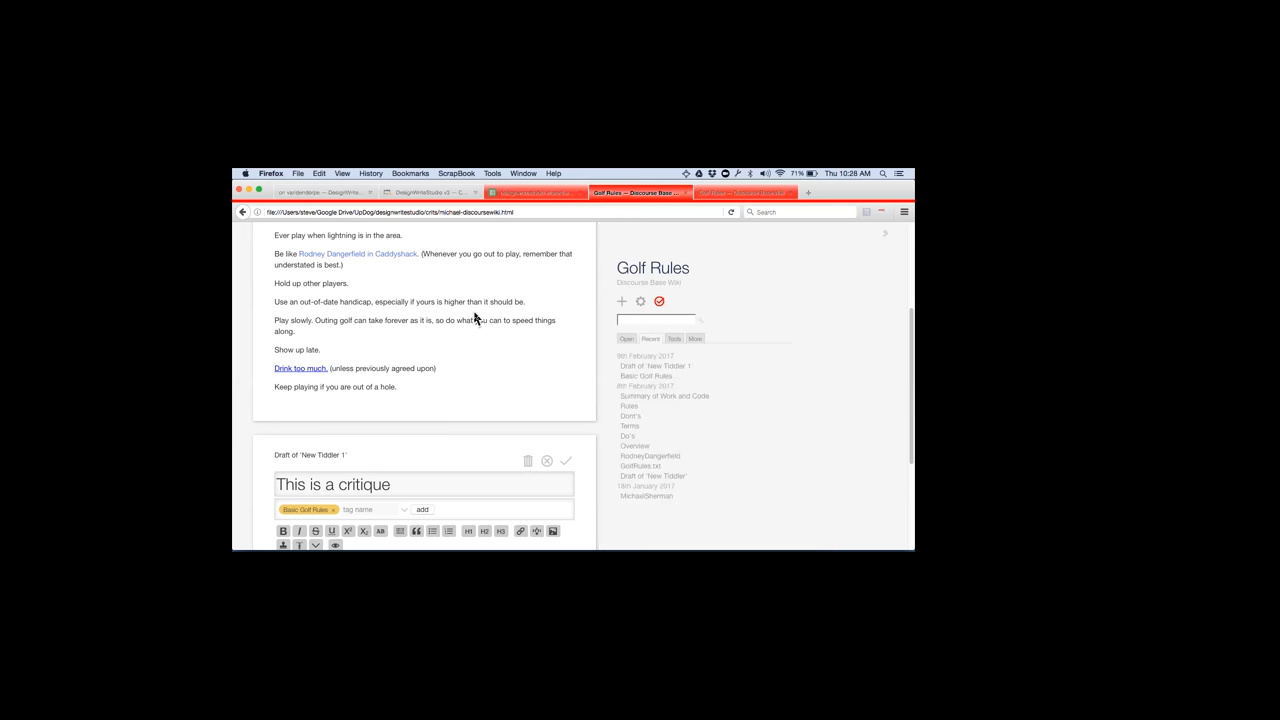 Firefox File Edit View History Bookmarks ScrapBook Tools Window Help 71% Thu 10:28 AM
on vanderderpe — DesignWrite... DesignWriteStudio v3 — C... Golf Rules — Discourse Base ...
file:///Users/steve/Google Drive/UpDog/designwritestudio/crits/michael-discoursewiki.html Search
Ever play when lightning is in the area.
Be like Rodney Dangerfield in Caddyshack. (Whenever you go out to play, remember that
understated is best.)
Hold up other players.
Use an out-of-date handicap, especially if yours is higher than it should be.
Play slowly. Outing golf can take forever as it is, so do what you can to speed things
along.
Show up late.
Drink too much. (unless previously agreed upon)
Keep playing if you are out of a hole.
Draft of 'New Tiddler 1'
This is a critique
Basic Golf Rules × tag name add
B I S U X² X₂ AB H1 H2 H3
Golf Rules
Discourse Base Wiki
Open Recent Tools More
9th February 2017
Draft of 'New Tiddler 1'
Basic Golf Rules
8th February 2017
Summary of Work and Code
Rules
Dont's
Terms
Do's
Overview
RodneyDangerfield
GolfRules.txt
Draft of 'New Tiddler'
18th January 2017
MichaelSherman